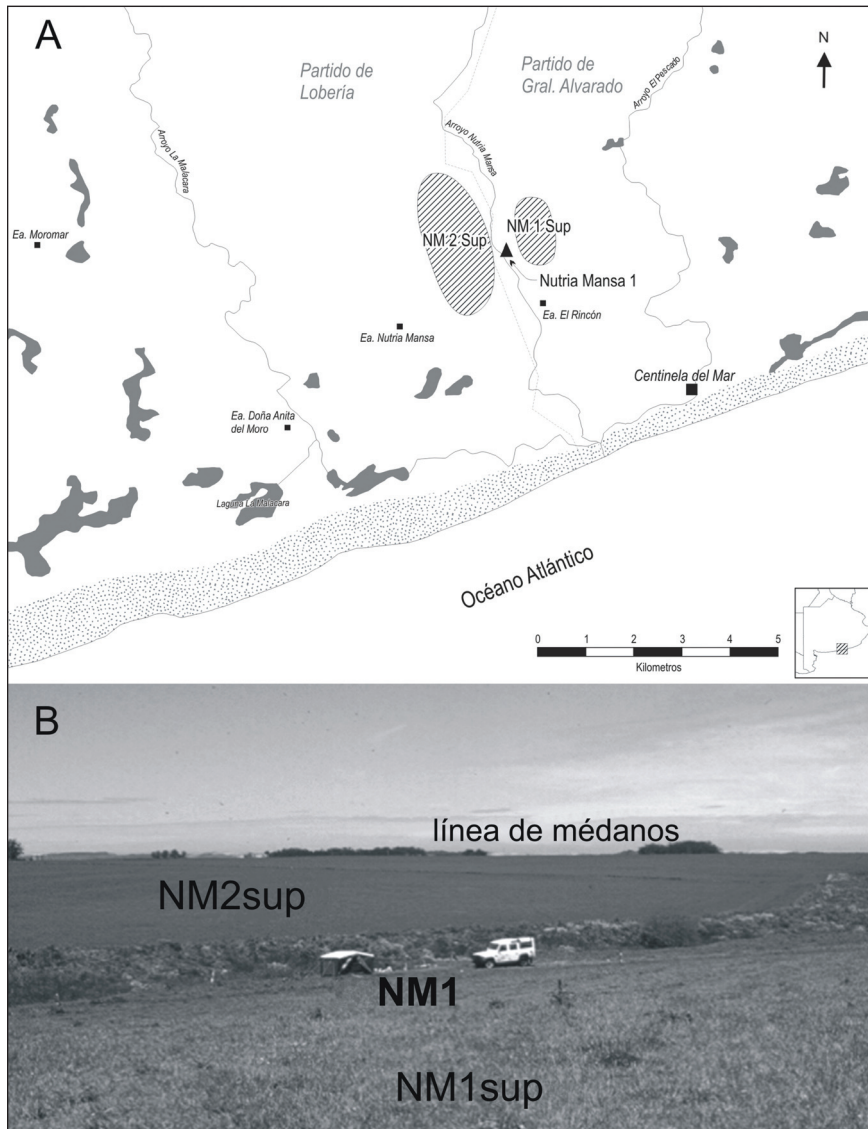 A
N
Partido de
Lobería
Partido de
Gral. Alvarado
Arroyo El Pescado
Arroyo La Malacara
Arroyo Nutria Mansa
Ea. Moromar
NM 2 Sup
NM 1 Sup
Nutria Mansa 1
Ea. El Rincón
Ea. Nutria Mansa
Centinela del Mar
Ea. Doña Anita
del Moro
Laguna La Malacara
Océano Atlántico
0 1 2 3 4 5
Kilometros
B
línea de médanos
NM2sup
NM1
NM1sup